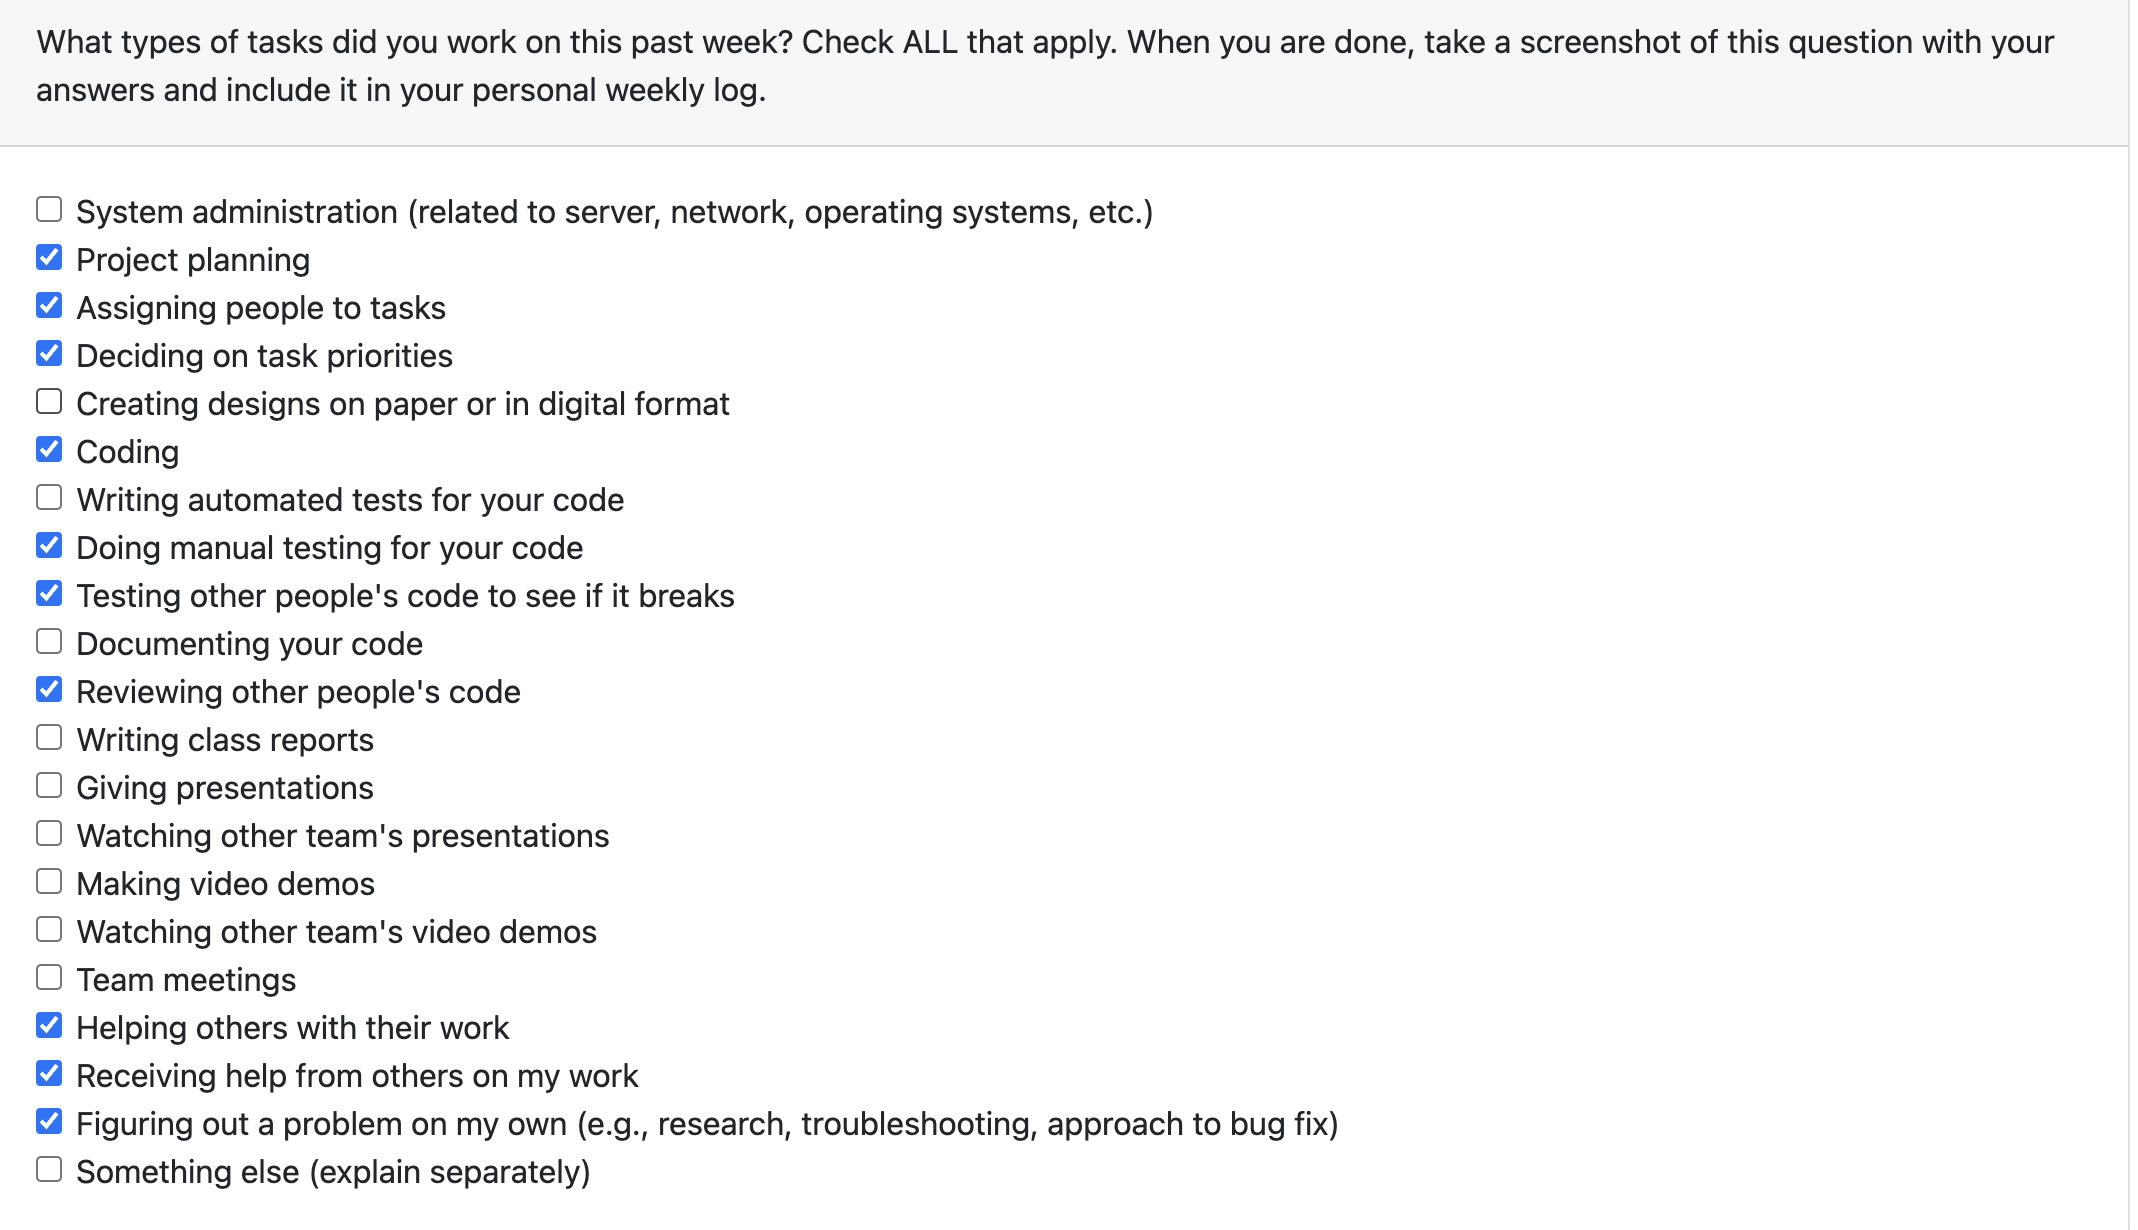 What types of tasks did you work on this past week? Check ALL that apply. When you are done, take a screenshot of this question with your
answers and include it in your personal weekly log.
System administration (related to server, network, operating systems, etc.)
Project planning
Assigning people to tasks
Deciding on task priorities
Creating designs on paper or in digital format
Coding
Writing automated tests for your code
Doing manual testing for your code
Testing other people's code to see if it breaks
Documenting your code
Reviewing other people's code
Writing class reports
Giving presentations
Watching other team's presentations
Making video demos
Watching other team's video demos
Team meetings
Helping others with their work
Receiving help from others on my work
Figuring out a problem on my own (e.g., research, troubleshooting, approach to bug fix)
Something else (explain separately)